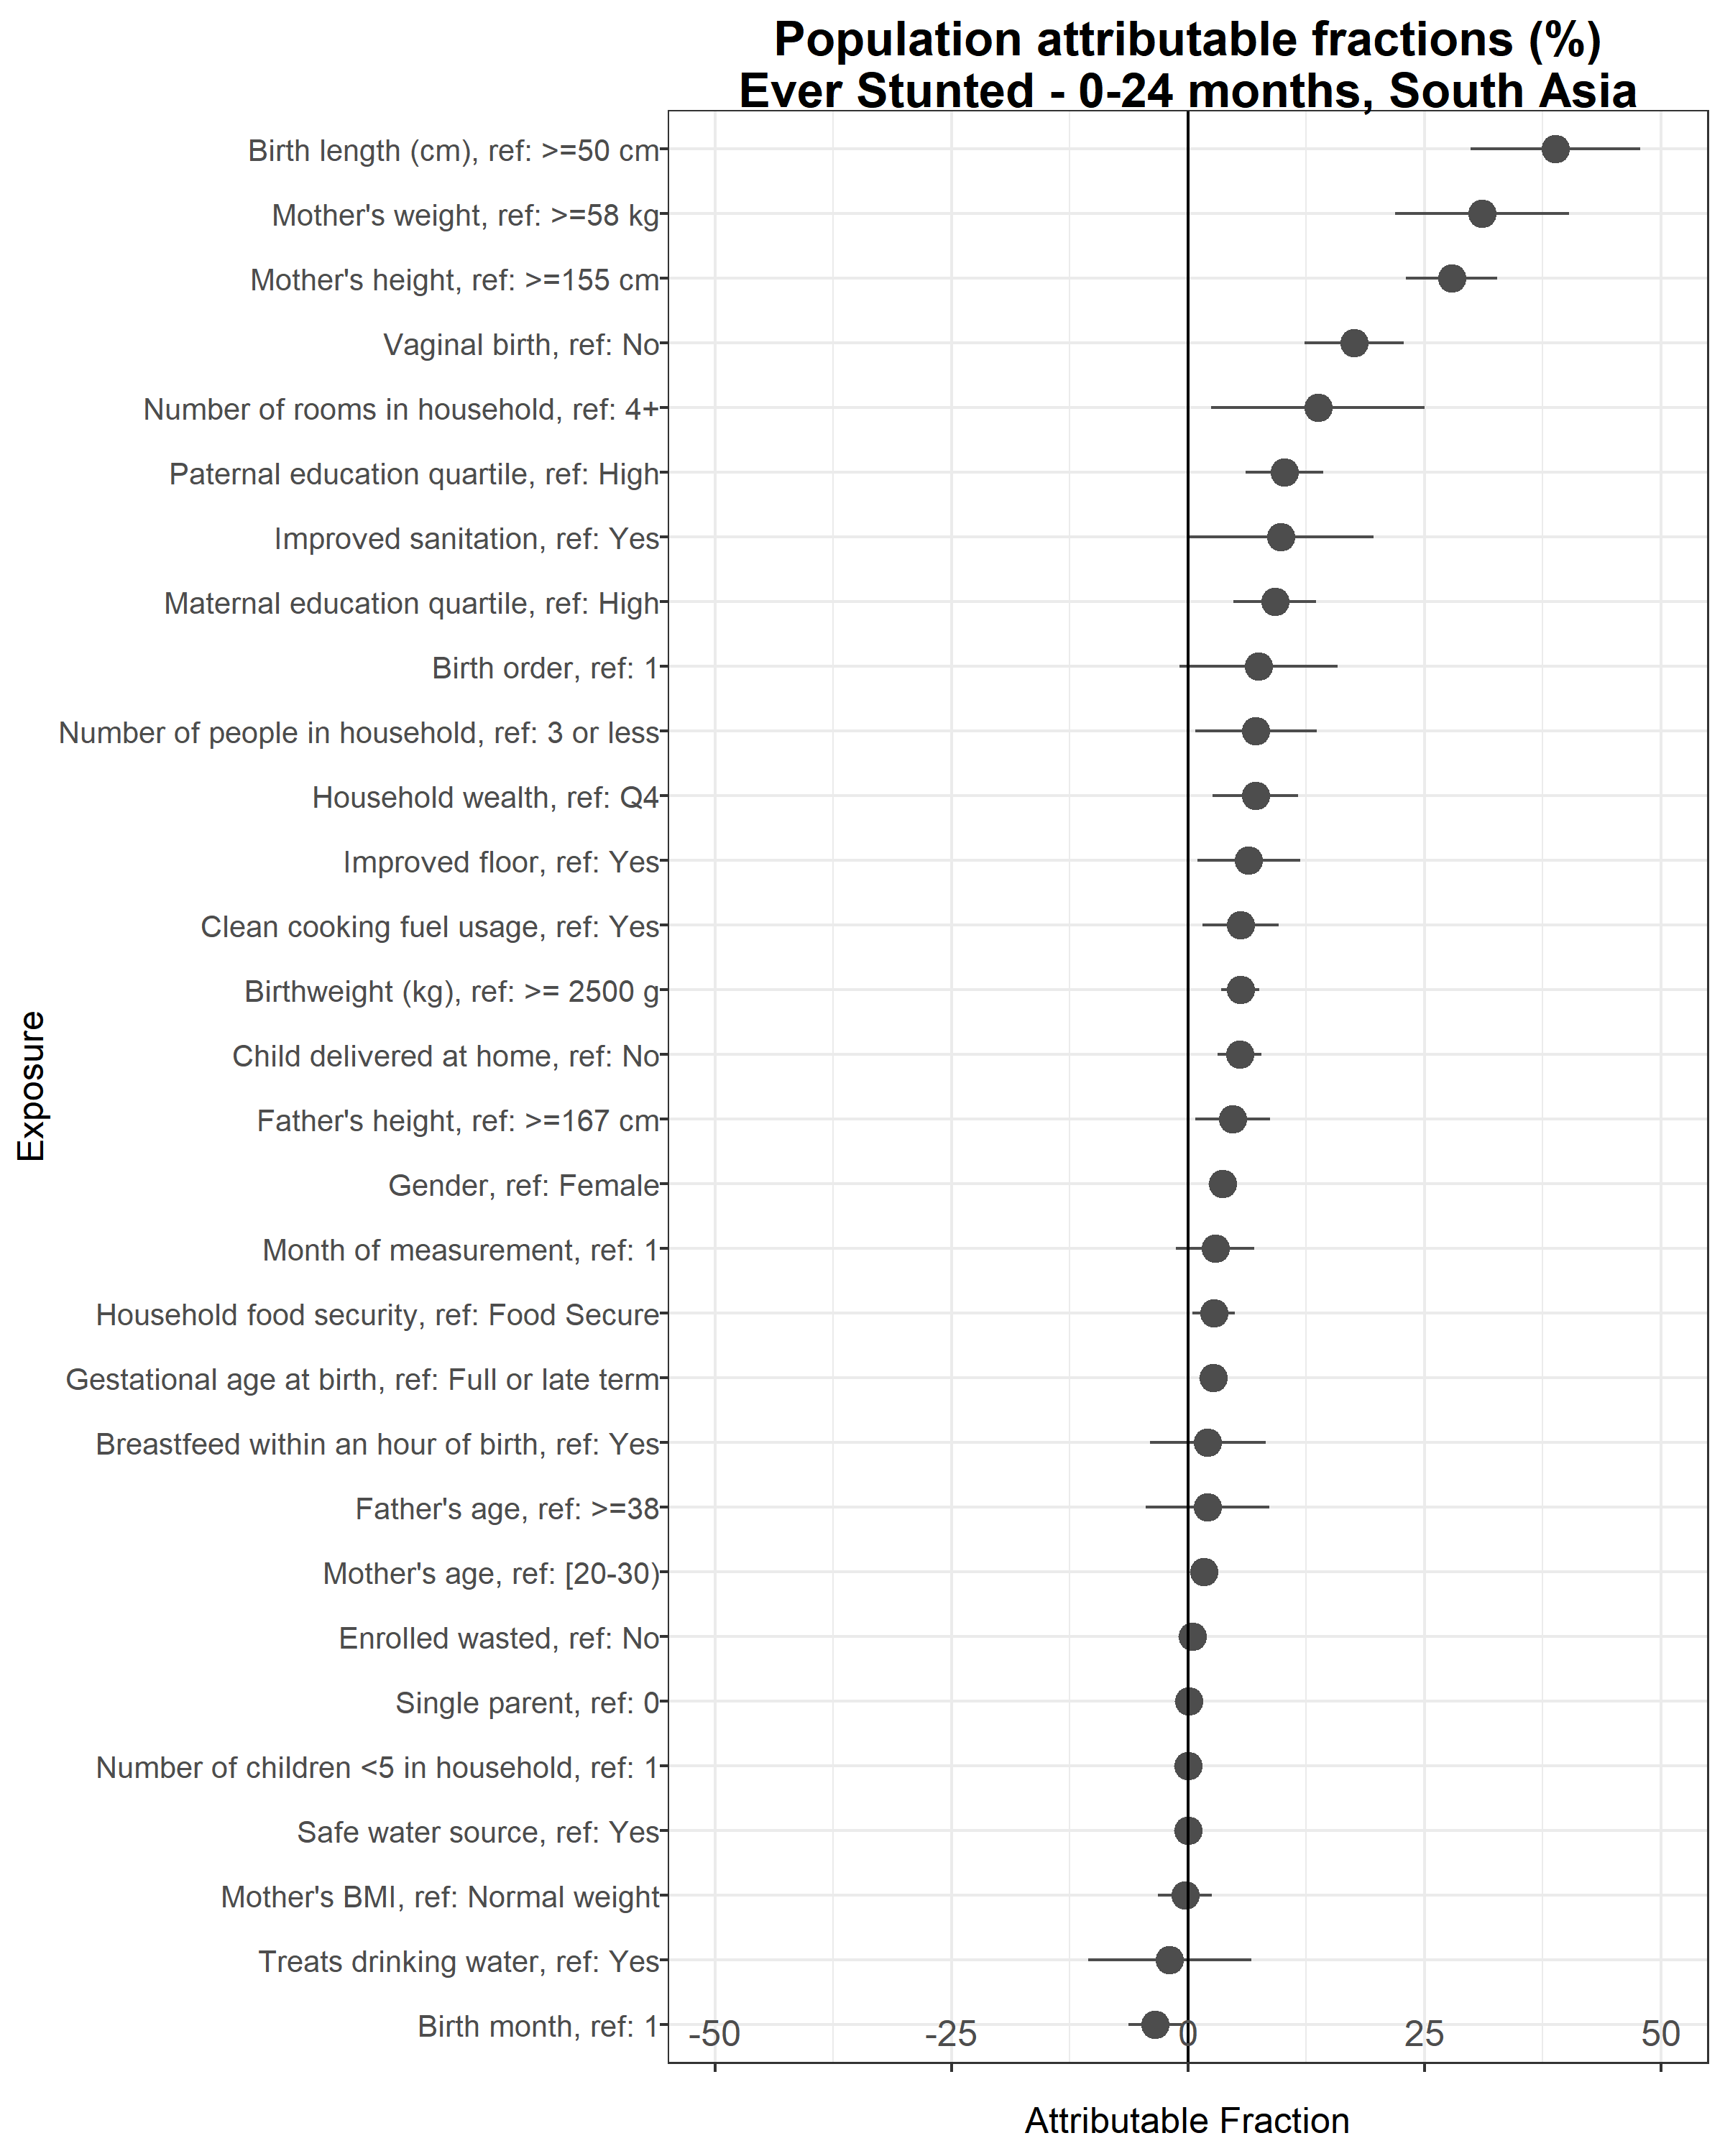 Population attributable fractions (%)
Ever Stunted - 0-24 months, South Asia
Birth length (cm), ref: >=50 cm
Mother's weight, ref: >=58 kg
Mother's height, ref: >=155 cm
Vaginal birth, ref: No
Number of rooms in household, ref: 4+
Paternal education quartile, ref: High
Improved sanitation, ref: Yes
Maternal education quartile, ref: High
Birth order, ref: 1
Number of people in household, ref: 3 or less
Household wealth, ref: Q4
Improved floor, ref: Yes
Clean cooking fuel usage, ref: Yes
Birthweight (kg), ref: >= 2500 g
Child delivered at home, ref: No
Father's height, ref: >=167 cm
Gender, ref: Female
Month of measurement, ref: 1
Household food security, ref: Food Secure
Gestational age at birth, ref: Full or late term
Breastfeed within an hour of birth, ref: Yes
Father's age, ref: >=38
Mother's age, ref: [20-30)
Enrolled wasted, ref: No
Single parent, ref: 0
Number of children <5 in household, ref: 1
Safe water source, ref: Yes
Mother's BMI, ref: Normal weight
Treats drinking water, ref: Yes
Birth month, ref: 1
Exposure
-50 -25 0 25 50
Attributable Fraction